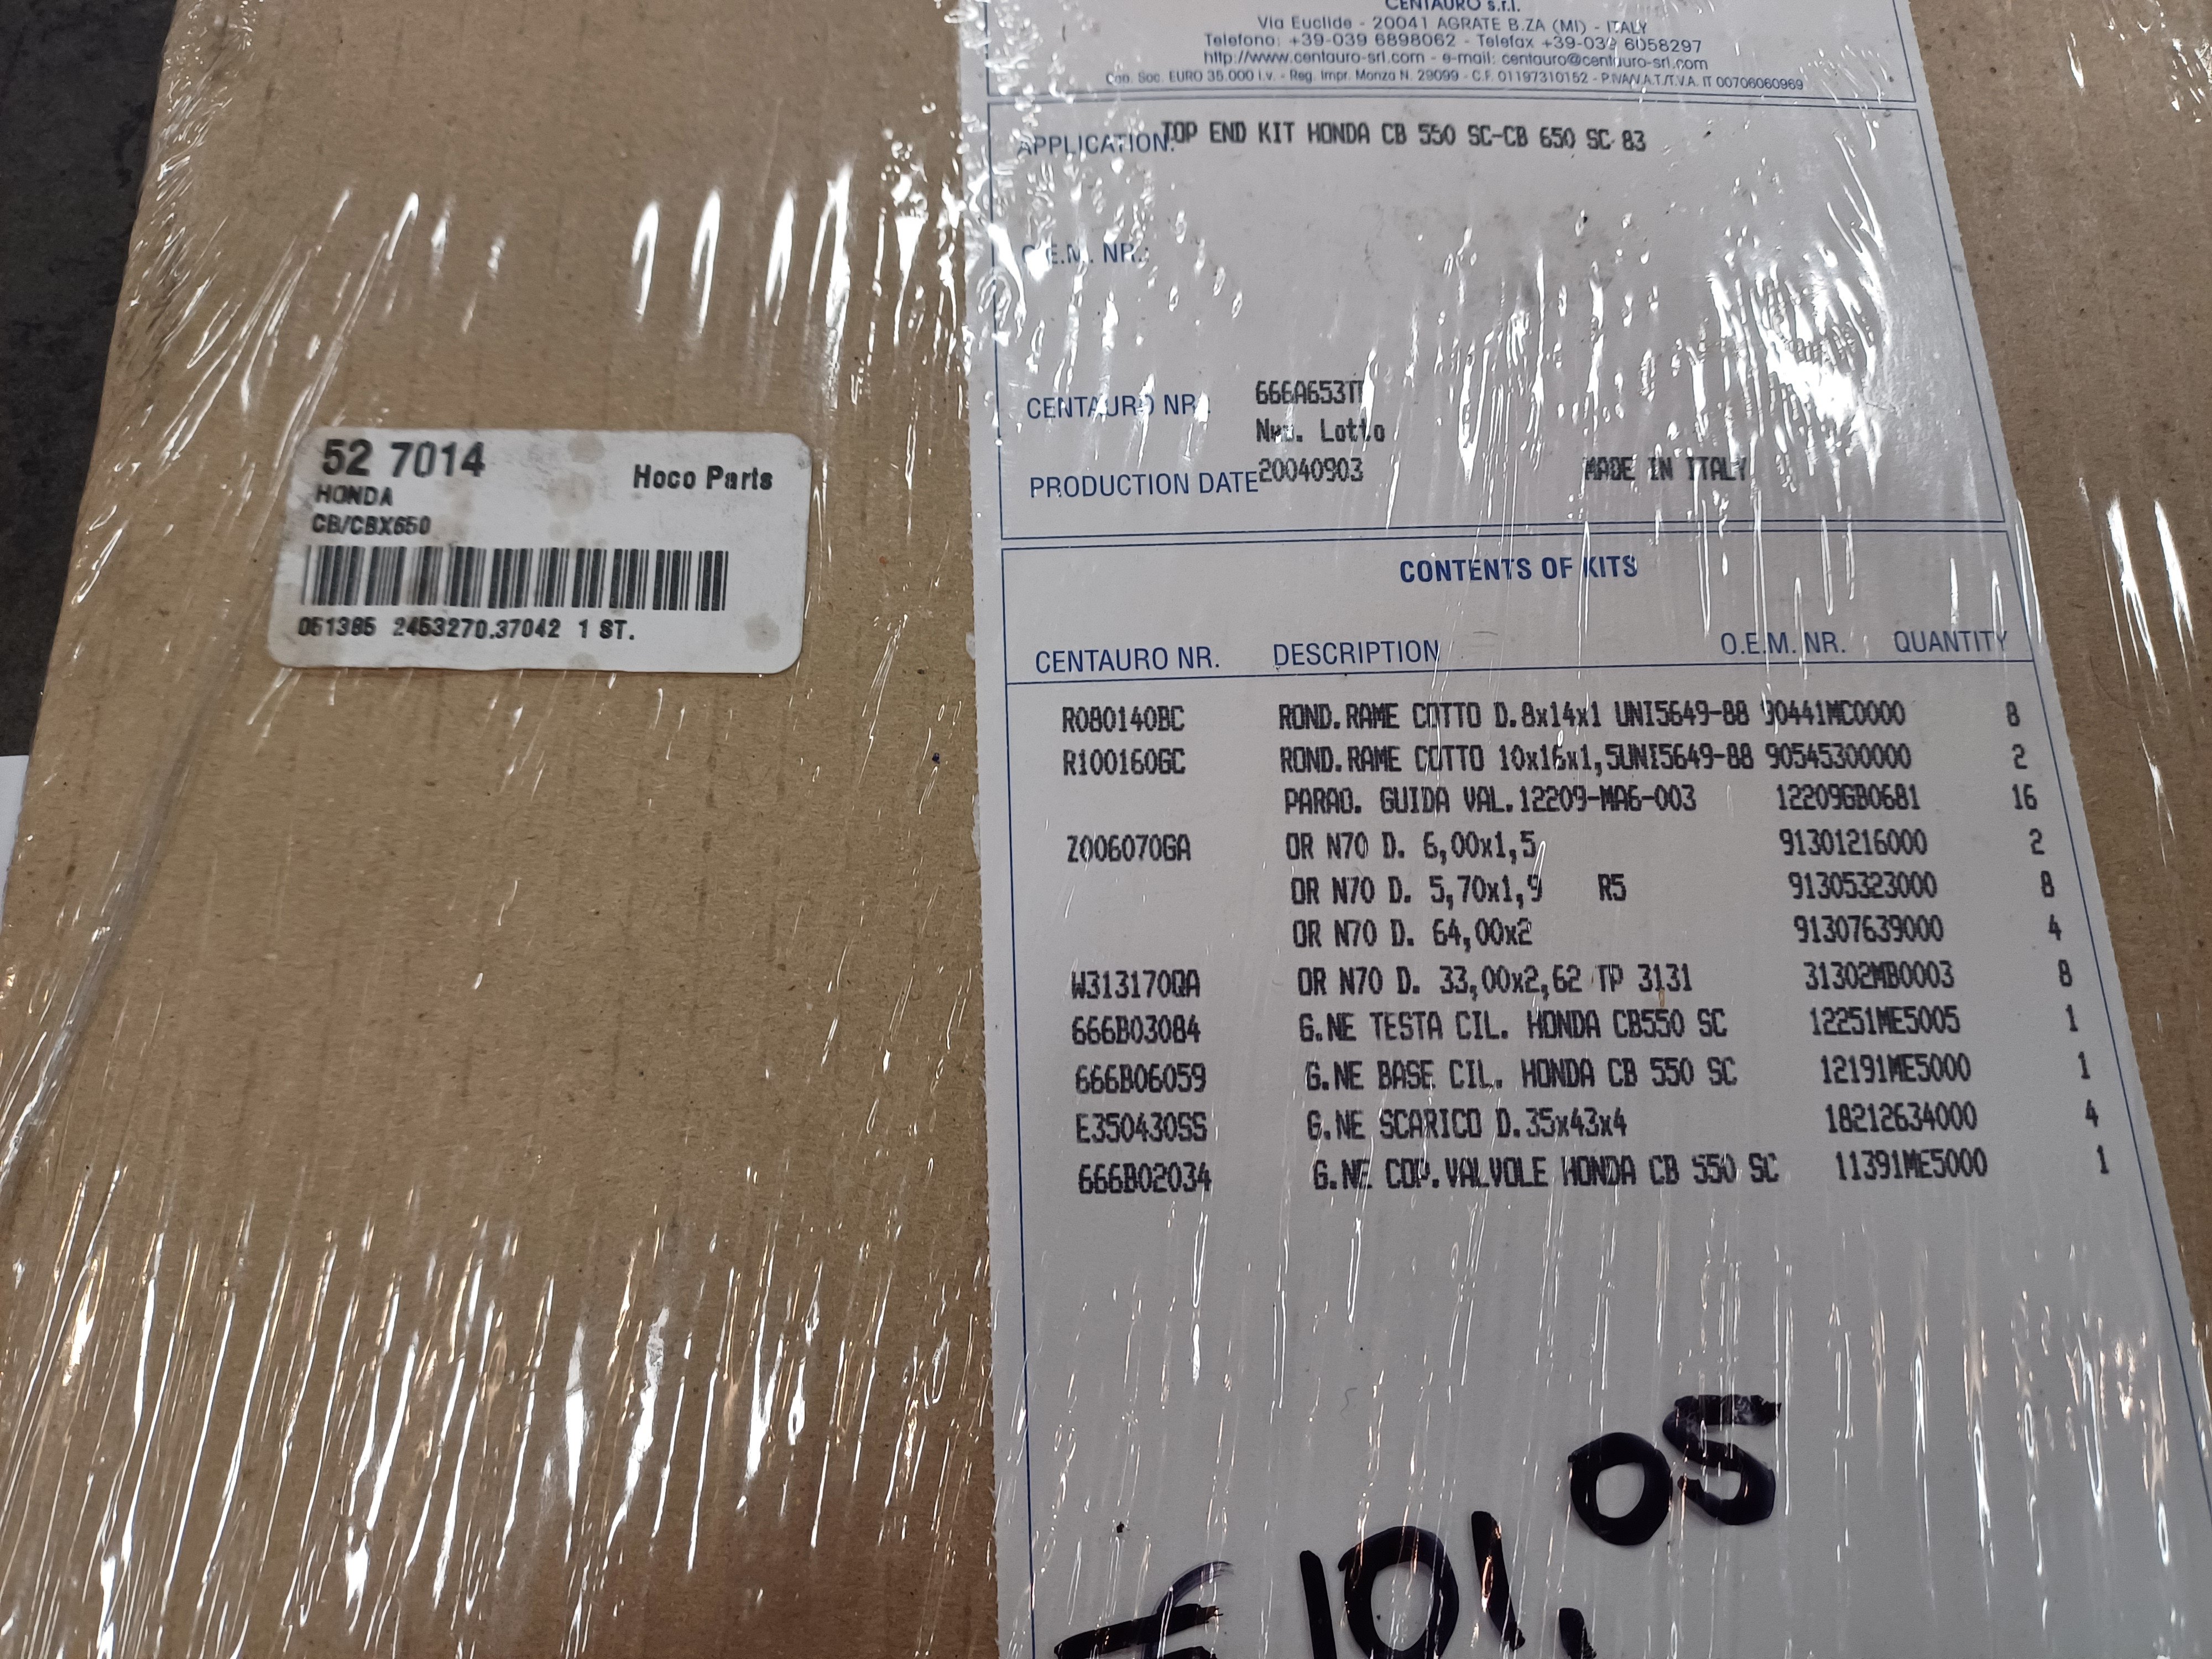 52 7014
Hoco Parts
HONDA
CB/CBX650
051385 2453270.37042 1 ST.
CENTAURO s.r.l.
Via Euclide - 20041 AGRATE B.ZA (MI) - ITALY
Telefono: +39-039 6898062 - Telefax +39-039 6058297
http://www.centauro-srl.com - e-mail: centauro@centauro-srl.com
Cap. Soc. EURO 35.000 i.v. - Reg. Impr. Monza N. 29099 - C.F. 01197310152 - P.IVA/V.A.T./T.V.A. IT 00706060969
APPLICATION: TOP END KIT HONDA CB 550 SC-CB 650 SC 83
O.E.M. NR.:
CENTAURO NR. 666A653TP
Num. Lotto
PRODUCTION DATE 20040903 MADE IN ITALY
CONTENTS OF KITS
CENTAURO NR. DESCRIPTION O.E.M. NR. QUANTITY
R080140BC ROND.RAME COTTO D.8x14x1 UNI5649-88 90441MC0000 8
R100160GC ROND.RAME COTTO 10x16x1,5UNI5649-88 90545300000 2
PARAO. GUIDA VAL.12209-MA6-003 12209GB0681 16
Z006070GA OR N70 D. 6,00x1,5 91301216000 2
OR N70 D. 5,70x1,9 R5 91305323000 8
OR N70 D. 64,00x2 91307639000 4
W313170QA OR N70 D. 33,00x2,62 TP 3131 31302MB0003 8
666B03084 G.NE TESTA CIL. HONDA CB550 SC 12251ME5005 1
666B06059 G.NE BASE CIL. HONDA CB 550 SC 12191ME5000 1
E350430SS G.NE SCARICO D.35x43x4 18212634000 4
666B02034 G.NE COP.VALVOLE HONDA CB 550 SC 11391ME5000 1
101,05